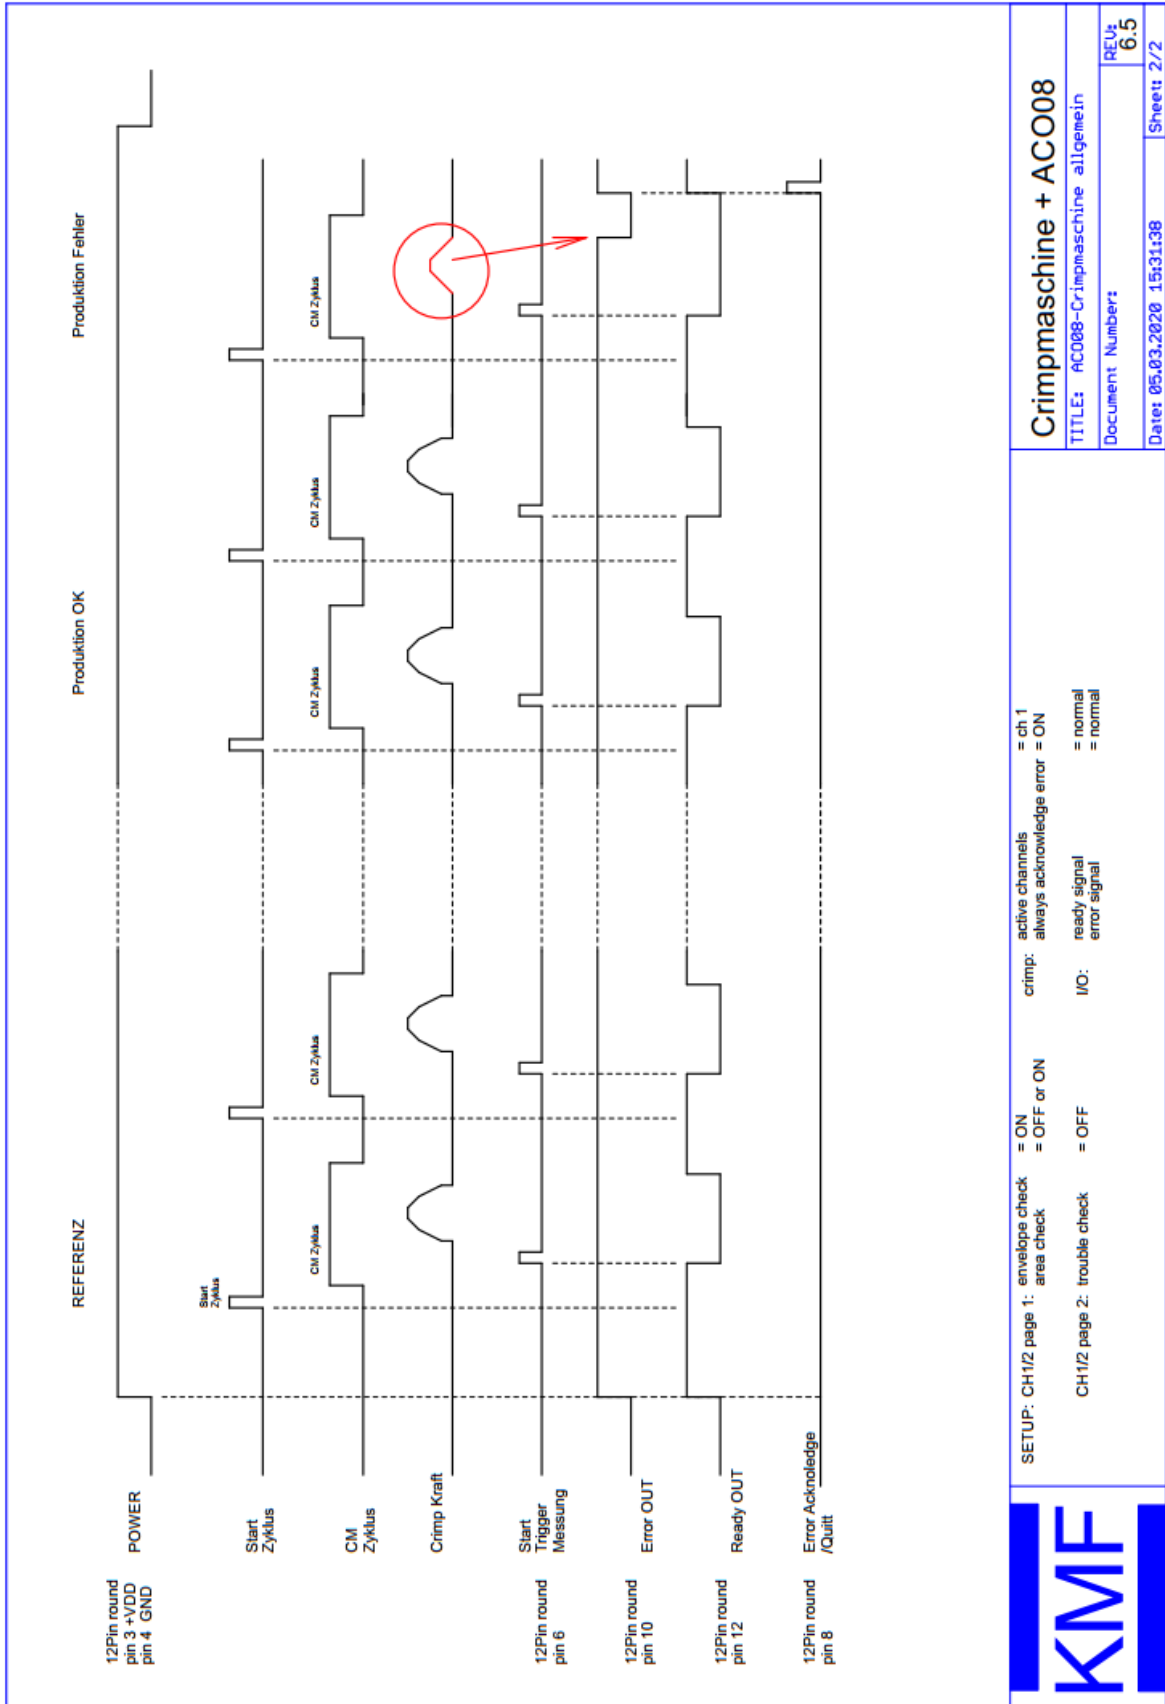 REFERENZ
Produktion OK
Produktion Fehler
12Pin round
pin 3 +VDD
pin 4 GND
POWER
Start
Zyklus
Start
Zyklus
CM
Zyklus
CM Zyklus
CM Zyklus
CM Zyklus
CM Zyklus
CM Zyklus
Crimp Kraft
12Pin round
pin 6
Start
Trigger
Messung
12Pin round
pin 10
Error OUT
12Pin round
pin 12
Ready OUT
12Pin round
pin 8
Error Acknoledge
/Quitt
KMF
SETUP: CH1/2 page 1: envelope check = ON
area check = OFF or ON
CH1/2 page 2: trouble check = OFF
crimp: active channels = ch 1
always acknowledge error = ON
I/O: ready signal = normal
error signal = normal
Crimpmaschine + ACO08
TITLE: ACO08-Crimpmaschine allgemein
Document Number:
REV:
6.5
Date: 05.03.2020 15:31:38
Sheet: 2/2